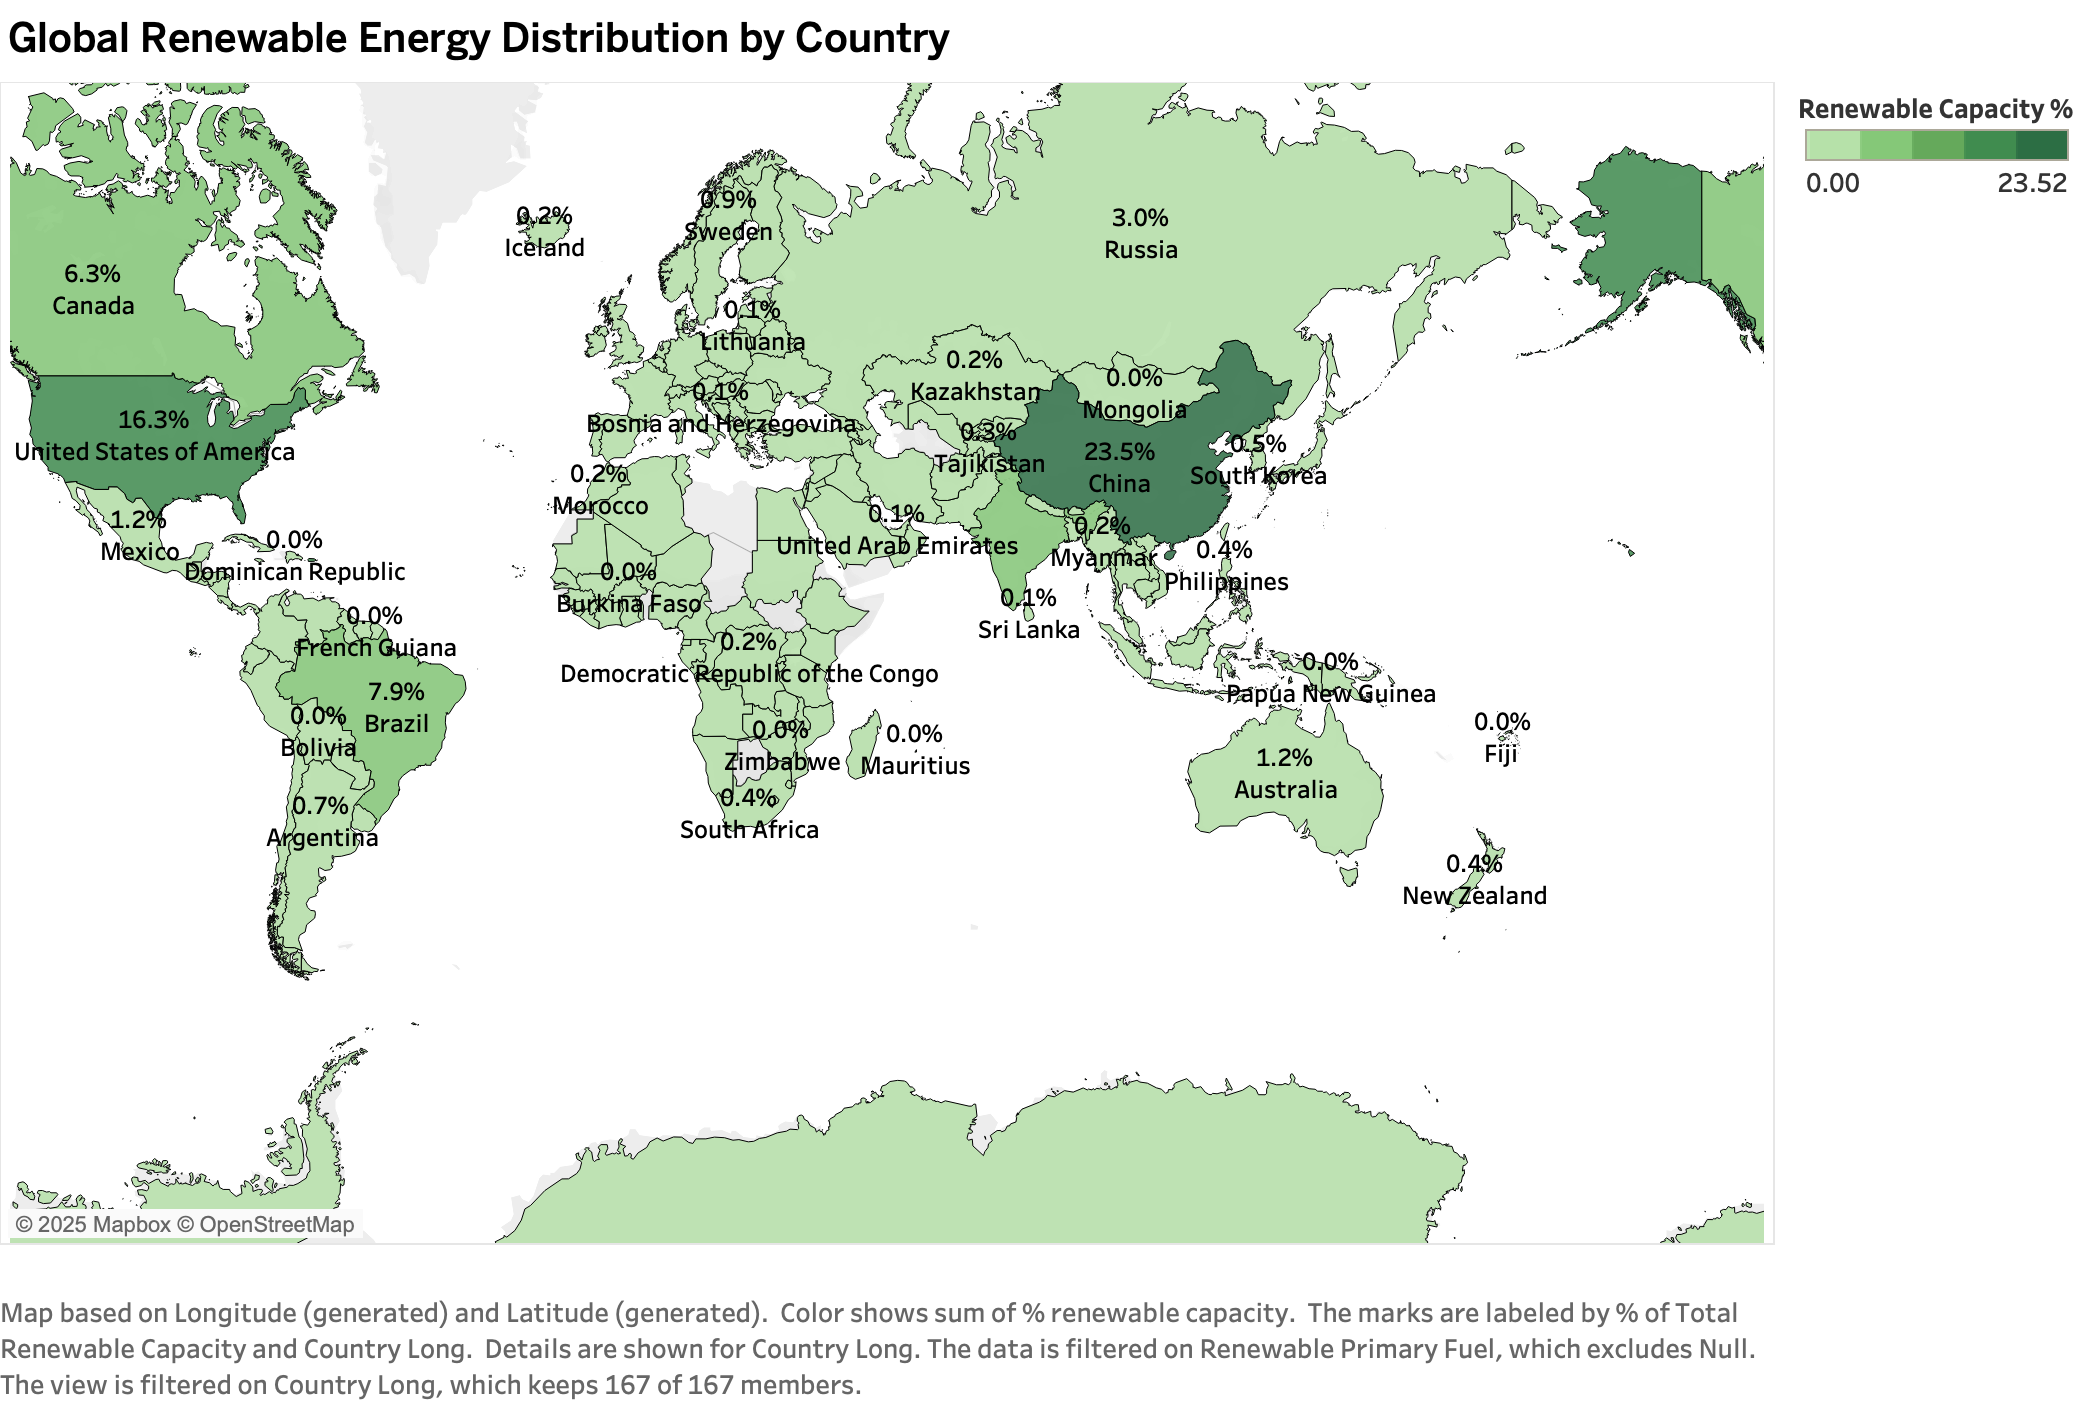 Global Renewable Energy Distribution by Country
Renewable Capacity %
0.00 23.52
0.9%
Sweden
0.2%
Iceland
3.0%
Russia
6.3%
Canada
0.1%
Lithuania
0.2%
Kazakhstan
0.0%
Mongolia
0.1%
Bosnia and Herzegovina
16.3%
United States of America
0.3%
Tajikistan
23.5%
China
0.5%
South Korea
0.2%
Morocco
1.2%
Mexico
0.1%
United Arab Emirates
0.2%
Myanmar
0.0%
Dominican Republic
0.4%
Philippines
0.0%
Burkina Faso
0.1%
Sri Lanka
0.0%
French Guiana
0.2%
Democratic Republic of the Congo
0.0%
Papua New Guinea
7.9%
Brazil
0.0%
Bolivia
0.0%
Zimbabwe
0.0%
Mauritius
0.0%
Fiji
1.2%
Australia
0.7%
Argentina
0.4%
South Africa
0.4%
New Zealand
© 2025 Mapbox © OpenStreetMap
Map based on Longitude (generated) and Latitude (generated). Color shows sum of % renewable capacity. The marks are labeled by % of Total
Renewable Capacity and Country Long. Details are shown for Country Long. The data is filtered on Renewable Primary Fuel, which excludes Null.
The view is filtered on Country Long, which keeps 167 of 167 members.